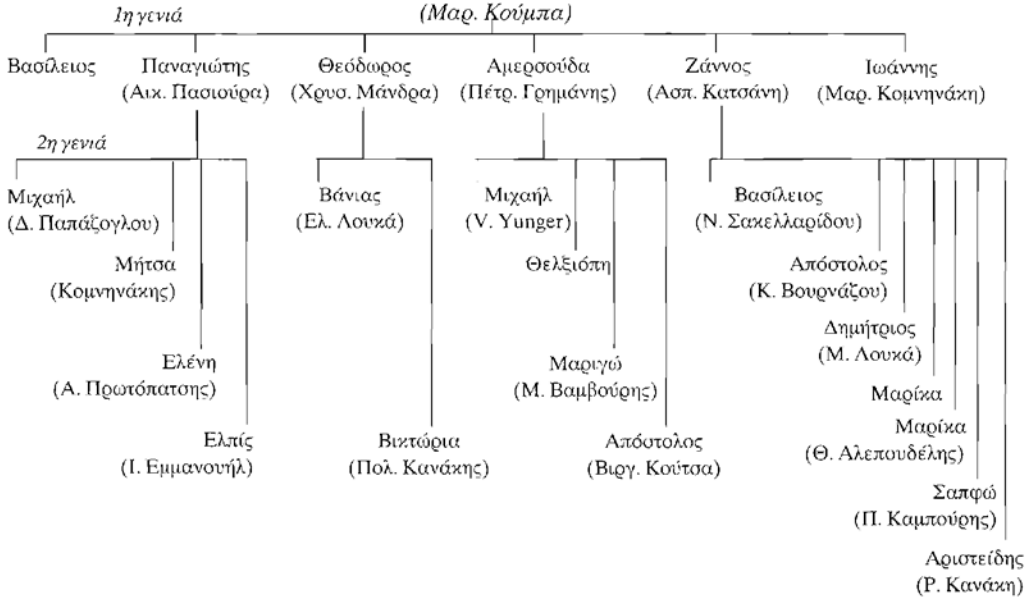 1η γενιά
(Μαρ. Κούμπα)
Βασίλειος
Παναγιώτης
(Αικ. Πασιούρα)
Θεόδωρος
(Χρυσ. Μάνδρα)
Αμερσούδα
(Πέτρ. Γρημάνης)
Ζάννος
(Ασπ. Κατσάνη)
Ιωάννης
(Μαρ. Κομνηνάκη)
2η γενιά
Μιχαήλ
(Δ. Παπάζογλου)
Μήτσα
(Κομνηνάκης)
Ελένη
(Α. Πρωτόπατσης)
Ελπίς
(Ι. Εμμανουήλ)
Βάνιας
(Ελ. Λουκά)
Βικτώρια
(Πολ. Κανάκης)
Μιχαήλ
(V. Yunger)
Θελξιόπη
Μαριγώ
(Μ. Βαμβούρης)
Απόστολος
(Βιργ. Κούτσα)
Βασίλειος
(Ν. Σακελλαρίδου)
Απόστολος
(Κ. Βουρνάζου)
Δημήτριος
(Μ. Λουκά)
Μαρίκα
Μαρίκα
(Θ. Αλεπουδέλης)
Σαπφώ
(Π. Καμπούρης)
Αριστείδης
(Ρ. Κανάκη)